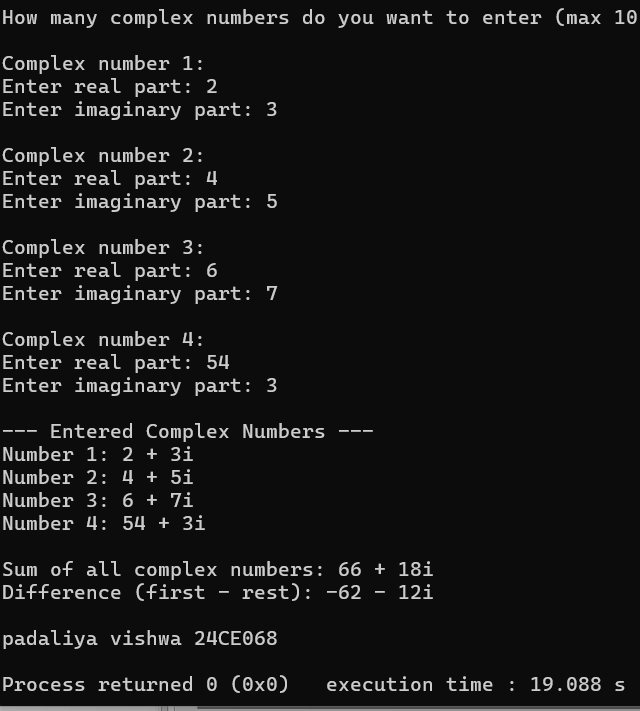 How many complex numbers do you want to enter (max 10
Complex number 1:
Enter real part: 2
Enter imaginary part: 3
Complex number 2:
Enter real part: 4
Enter imaginary part: 5
Complex number 3:
Enter real part: 6
Enter imaginary part: 7
Complex number 4:
Enter real part: 54
Enter imaginary part: 3
--- Entered Complex Numbers ---
Number 1: 2 + 3i
Number 2: 4 + 5i
Number 3: 6 + 7i
Number 4: 54 + 3i
Sum of all complex numbers: 66 + 18i
Difference (first - rest): -62 - 12i
padaliya vishwa 24CE068
Process returned 0 (0x0)   execution time : 19.088 s